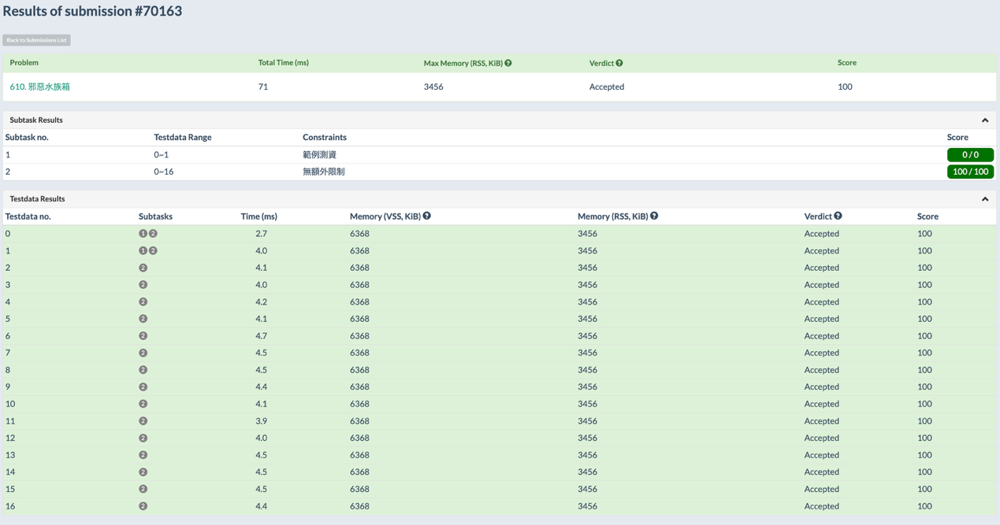 Results of submission #70163
Back to Submissions List
Problem Total Time (ms) Max Memory (RSS, KiB) Verdict Score
610. 邪惡水族箱 71 3456 Accepted 100
Subtask Results
Subtask no. Testdata Range Constraints Score
1 0~1 範例測資 0 / 0
2 0~16 無額外限制 100 / 100
Testdata Results
Testdata no. Subtasks Time (ms) Memory (VSS, KiB) Memory (RSS, KiB) Verdict Score
0 1 2 2.7 6368 3456 Accepted 100
1 1 2 4.0 6368 3456 Accepted 100
2 2 4.1 6368 3456 Accepted 100
3 2 4.0 6368 3456 Accepted 100
4 2 4.2 6368 3456 Accepted 100
5 2 4.1 6368 3456 Accepted 100
6 2 4.7 6368 3456 Accepted 100
7 2 4.5 6368 3456 Accepted 100
8 2 4.5 6368 3456 Accepted 100
9 2 4.4 6368 3456 Accepted 100
10 2 4.1 6368 3456 Accepted 100
11 2 3.9 6368 3456 Accepted 100
12 2 4.0 6368 3456 Accepted 100
13 2 4.5 6368 3456 Accepted 100
14 2 4.5 6368 3456 Accepted 100
15 2 4.5 6368 3456 Accepted 100
16 2 4.4 6368 3456 Accepted 100